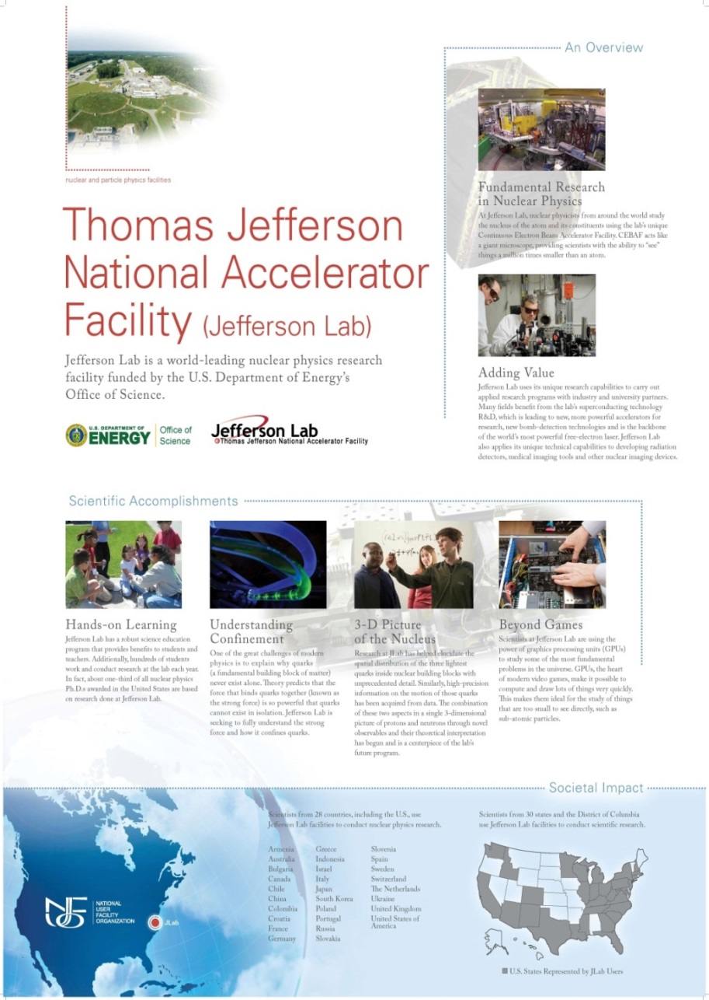 nuclear and particle physics facilities
Thomas Jefferson
National Accelerator
Facility (Jefferson Lab)
Jefferson Lab is a world-leading nuclear physics research
facility funded by the U.S. Department of Energy's
Office of Science.
U.S. DEPARTMENT OF
ENERGY
Office of
Science
Jefferson Lab
Thomas Jefferson National Accelerator Facility
An Overview
Fundamental Research
in Nuclear Physics
At Jefferson Lab, nuclear physicists from around the world study
the nucleus of the atom and its constituents using the lab's unique
Continuous Electron Beam Accelerator Facility. CEBAF acts like
a giant microscope, providing scientists with the ability to "see"
things a million times smaller than an atom.
Adding Value
Jefferson Lab uses its unique research capabilities to carry out
applied research programs with industry and university partners.
Many fields benefit from the lab's superconducting technology
R&D, which is leading to new, more powerful accelerators for
research, new bomb-detection technologies and is the backbone
of the world's most powerful free-electron laser. Jefferson Lab
also applies its unique technical capabilities to developing radiation
detectors, medical imaging tools and other nuclear imaging devices.
Scientific Accomplishments
Hands-on Learning
Jefferson Lab has a robust science education
program that provides benefits to students and
teachers. Additionally, hundreds of students
work and conduct research at the lab each year.
In fact, about one-third of all nuclear physics
Ph.D.s awarded in the United States are based
on research done at Jefferson Lab.
Understanding
Confinement
One of the great challenges of modern
physics is to explain why quarks
(a fundamental building block of matter)
never exist alone. Theory predicts that the
force that binds quarks together (known as
the strong force) is so powerful that quarks
cannot exist in isolation. Jefferson Lab is
seeking to fully understand the strong
force and how it confines quarks.
3-D Picture
of the Nucleus
Research at JLab has helped elucidate the
spatial distribution of the three lightest
quarks inside nuclear building blocks with
unprecedented detail. Similarly, high-precision
information on the motion of those quarks
has been acquired from data. The combination
of these two aspects in a single 3-dimensional
picture of protons and neutrons through novel
observables and their theoretical interpretation
has begun and is a centerpiece of the lab's
future program.
Beyond Games
Scientists at Jefferson Lab are using the
power of graphics processing units (GPUs)
to study some of the most fundamental
problems in the universe. GPUs, the heart
of modern video games, make it possible to
compute and draw lots of things very quickly.
This makes them ideal for the study of things
that are too small to see directly, such as
sub-atomic particles.
Societal Impact
Scientists from 28 countries, including the U.S., use
Jefferson Lab facilities to conduct nuclear physics research.
Armenia
Australia
Bulgaria
Canada
Chile
China
Colombia
Croatia
France
Germany
Greece
Indonesia
Israel
Italy
Japan
South Korea
Poland
Portugal
Russia
Slovakia
Slovenia
Spain
Sweden
Switzerland
The Netherlands
Ukraine
United Kingdom
United States of
America
Scientists from 30 states and the District of Columbia
use Jefferson Lab facilities to conduct scientific research.
U.S. States Represented by JLab Users
NUFO
NATIONAL
USER
FACILITY
ORGANIZATION
JLab